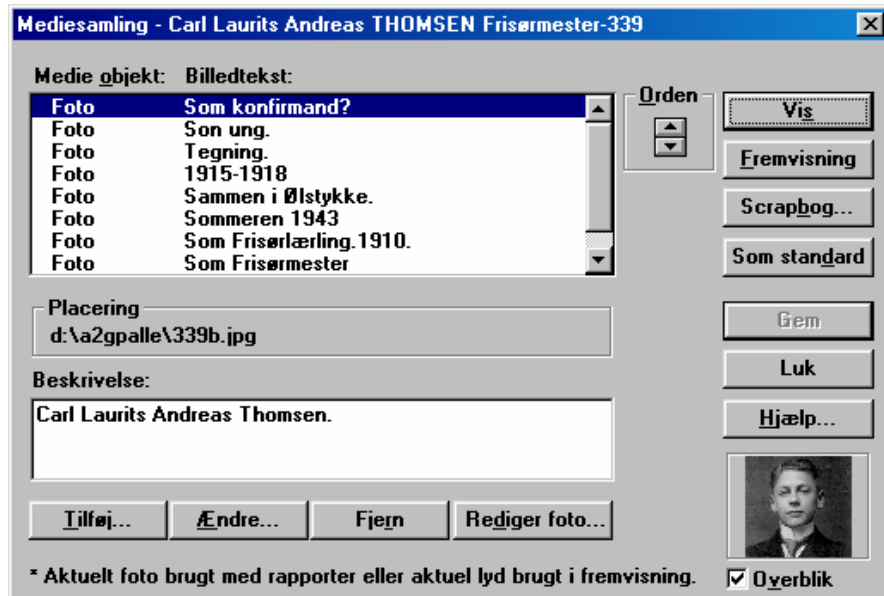 Mediesamling - Carl Laurits Andreas THOMSEN Frisørmester-339
Medie objekt: Billedtekst:
Foto Som konfirmand?
Foto Son ung.
Foto Tegning.
Foto 1915-1918
Foto Sammen i Ølstykke.
Foto Sommeren 1943
Foto Som Frisørlærling.1910.
Foto Som Frisørmester
Orden
Vis
Fremvisning
Scrapbog...
Som standard
Placering
d:\a2gpalle\339b.jpg
Gem
Luk
Hjælp...
Beskrivelse:
Carl Laurits Andreas Thomsen.
Tilføj... Ændre... Fjern Rediger foto...
* Aktuelt foto brugt med rapporter eller aktuel lyd brugt i fremvisning.
Overblik